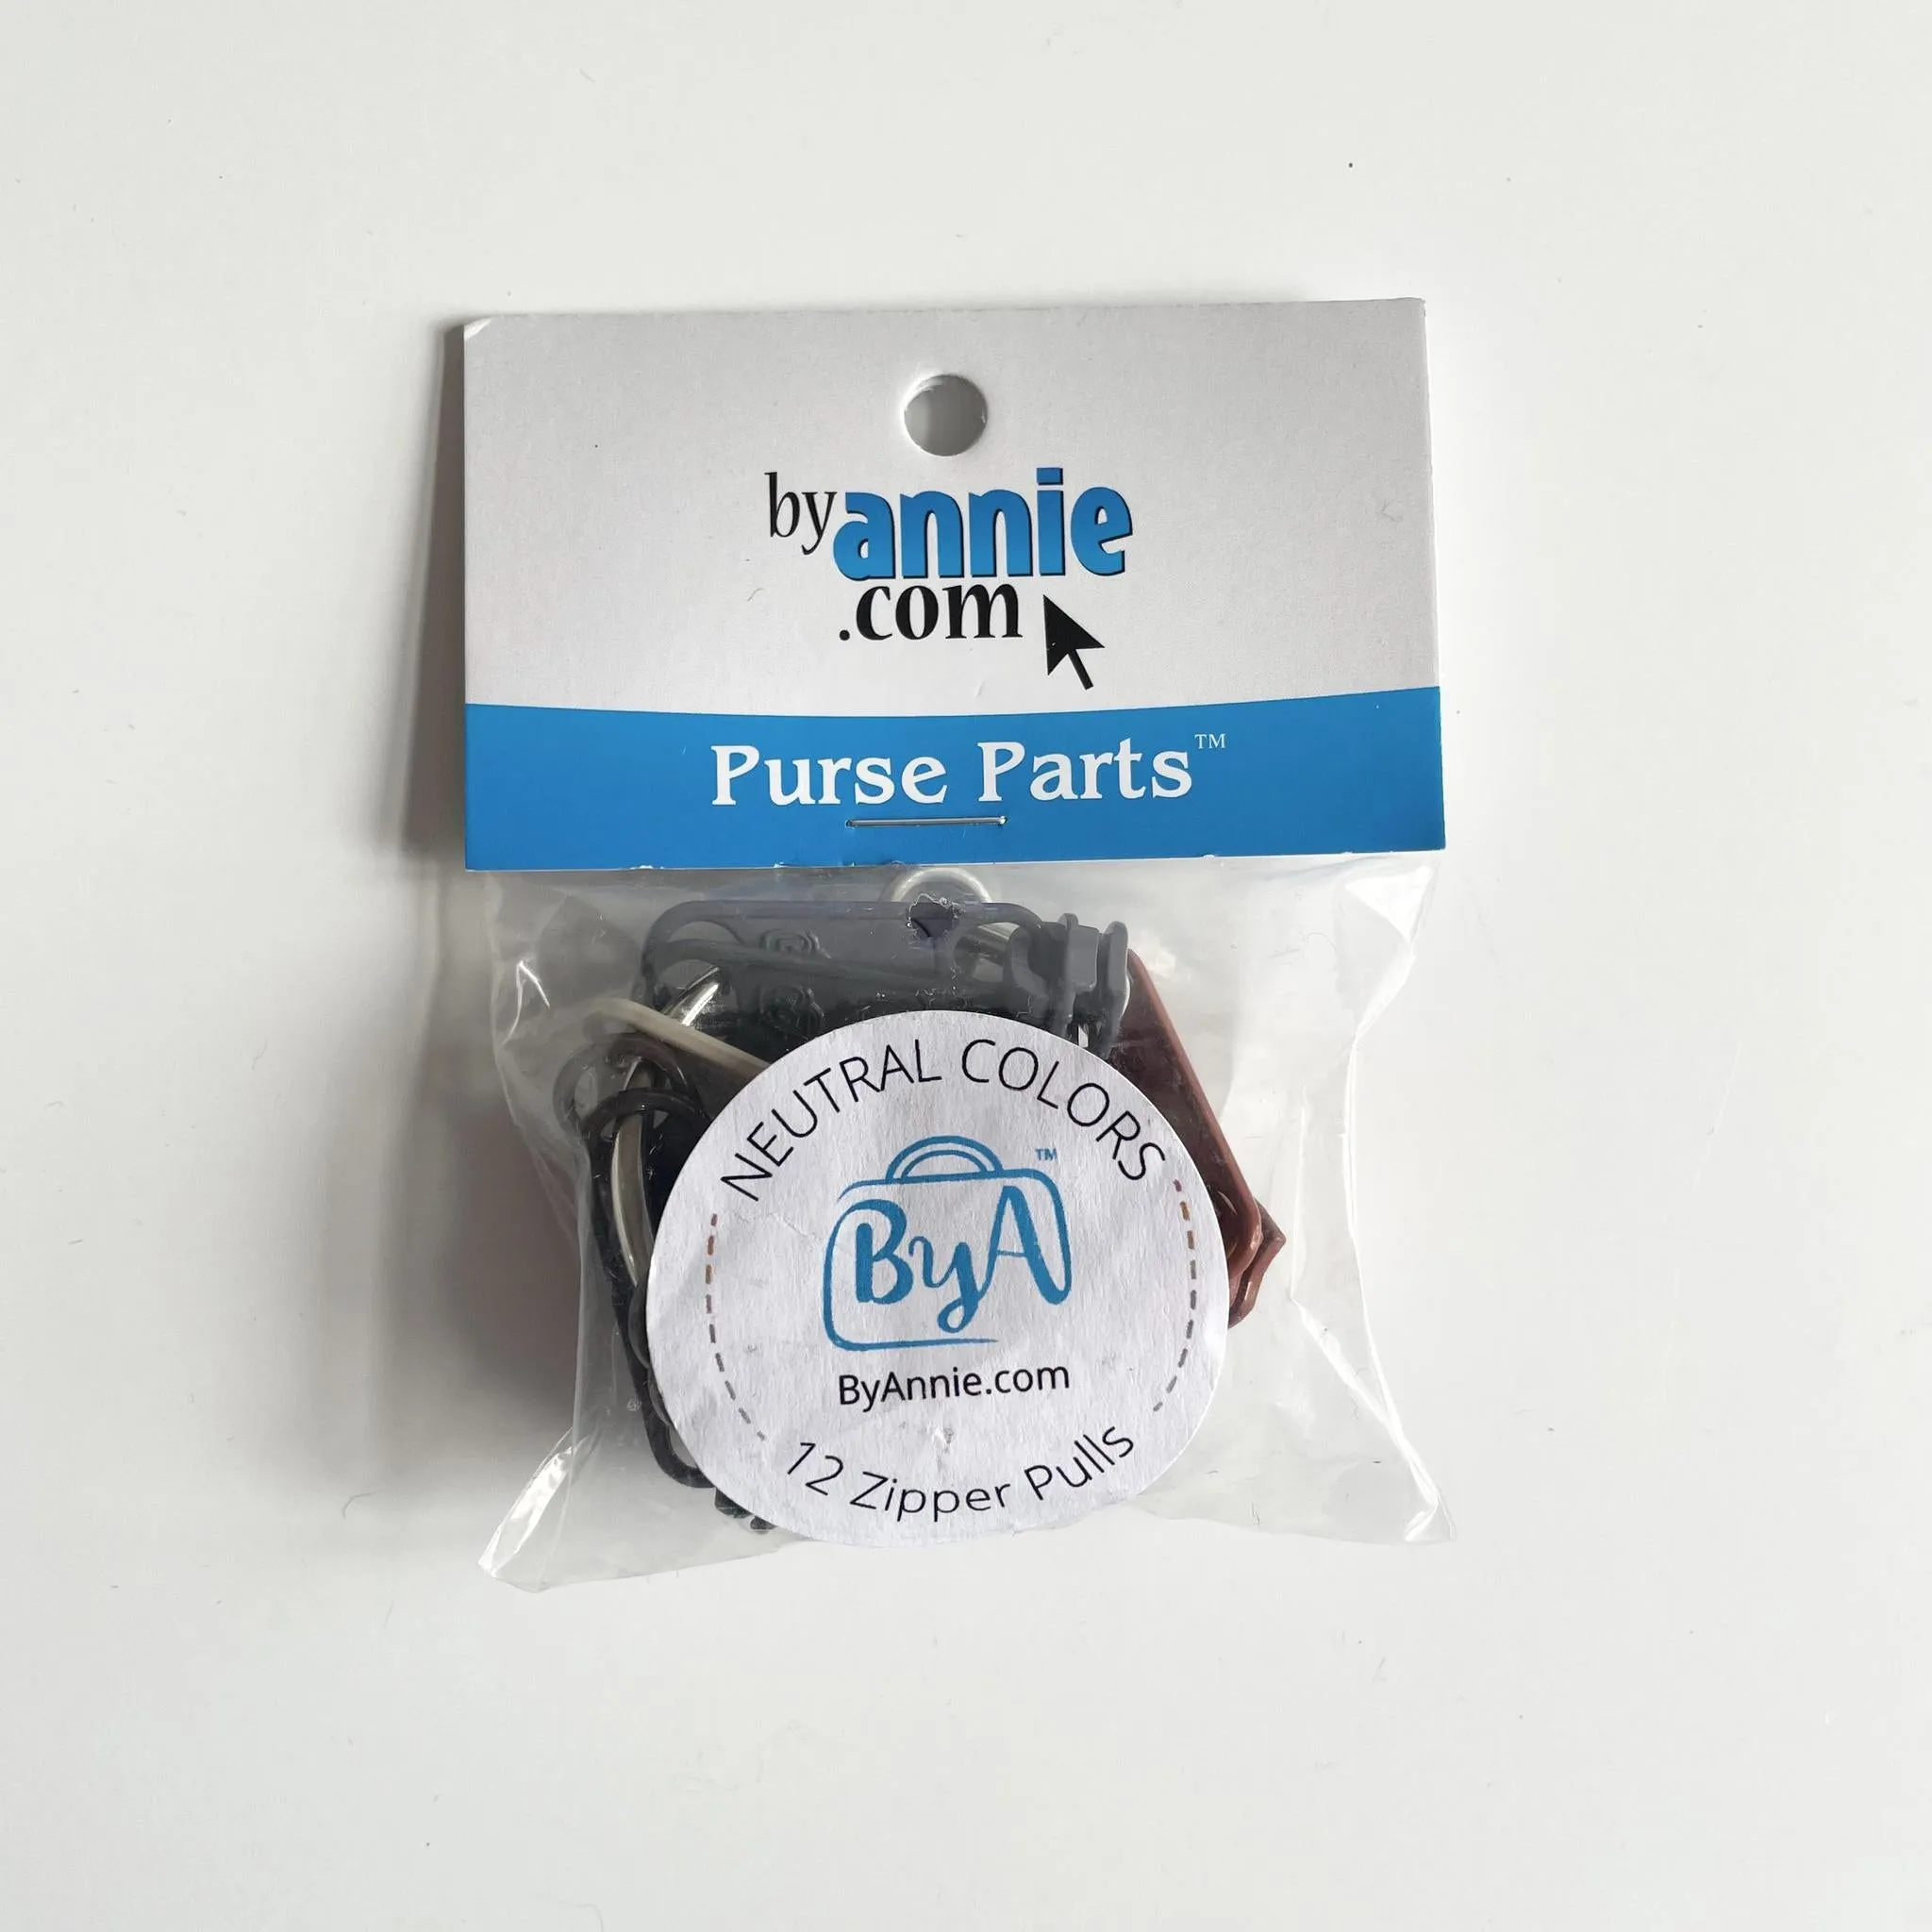 byannie
.com
Purse Parts™
NEUTRAL COLORS
ByA™
ByAnnie.com
12 Zipper Pulls